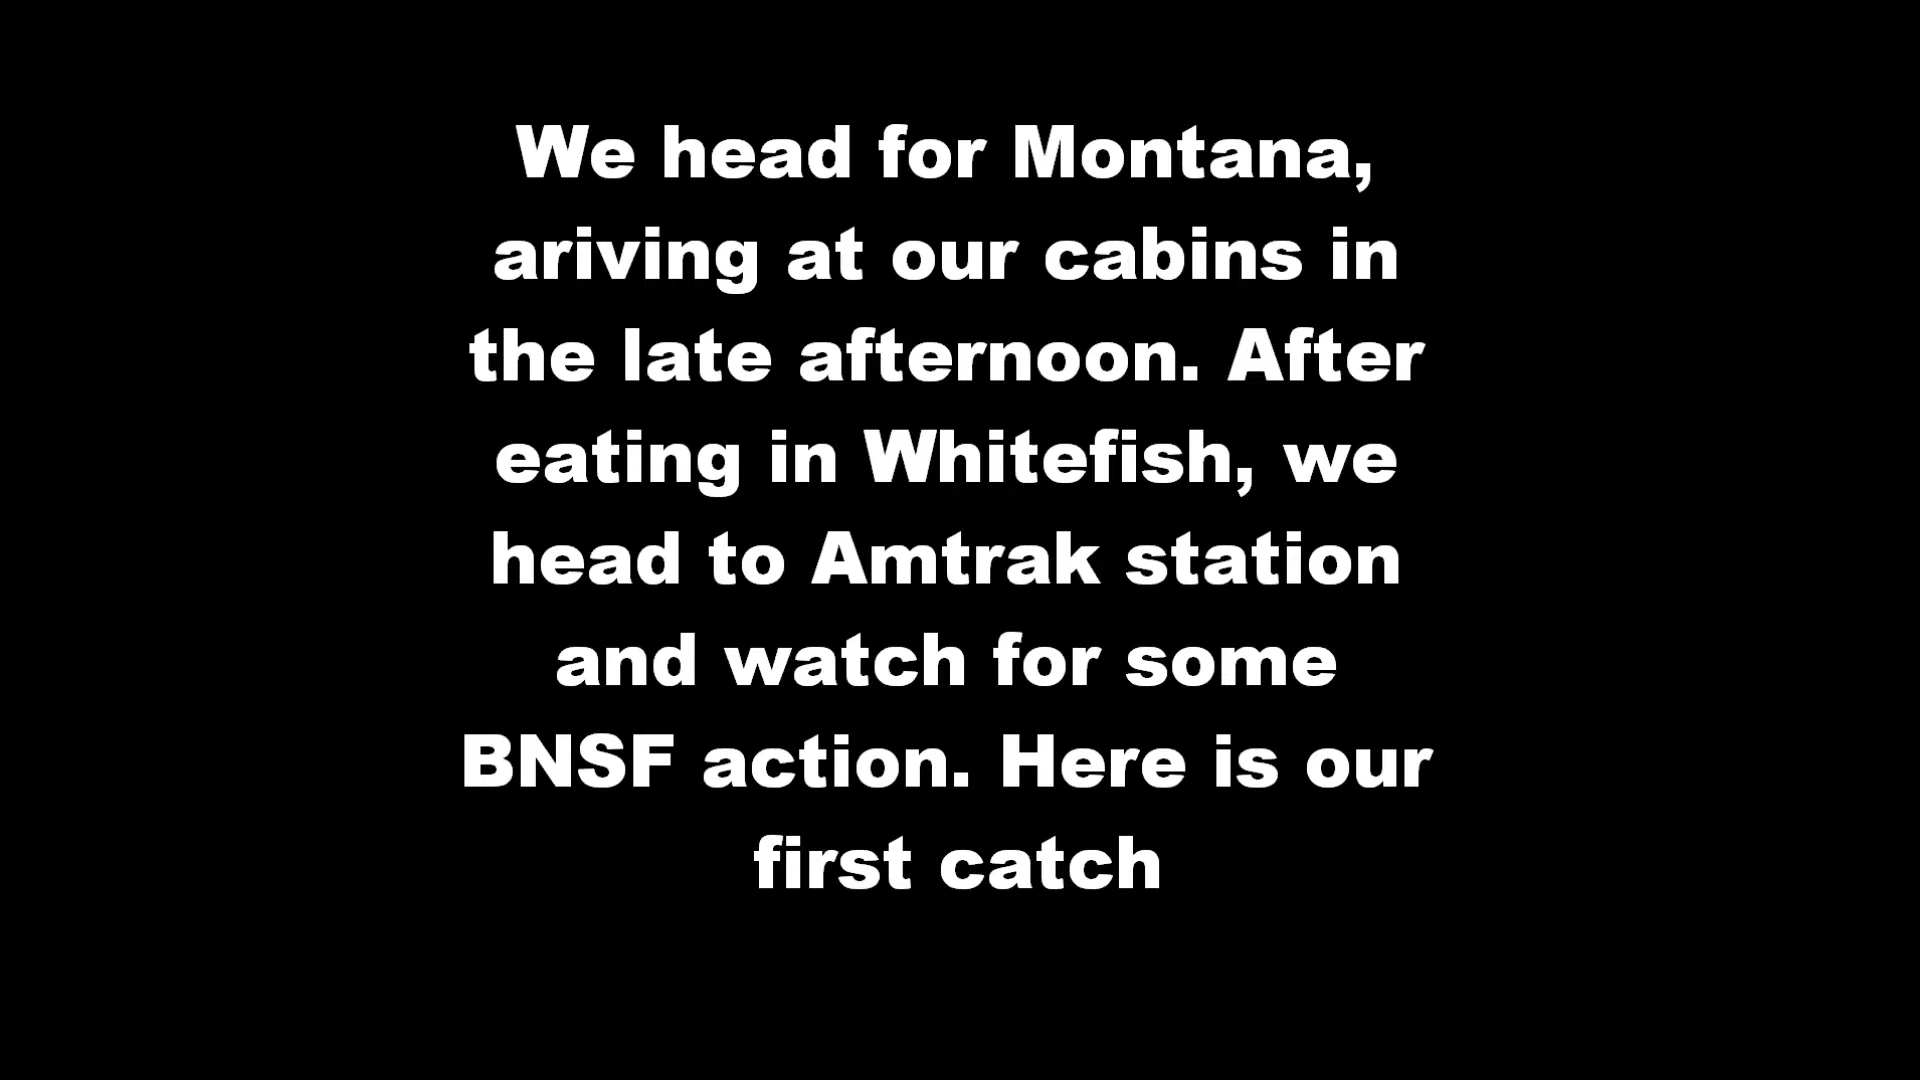 We head for Montana,
ariving at our cabins in
the late afternoon. After
eating in Whitefish, we
head to Amtrak station
and watch for some
BNSF action. Here is our
first catch